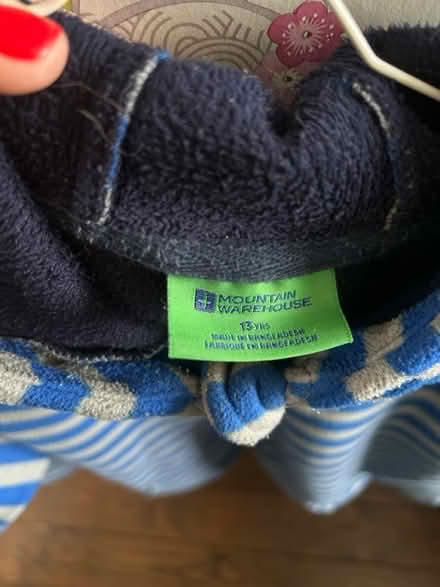 MOUNTAIN
WAREHOUSE
13 YRS
MADE IN BANGLADESH
FABRIQUÉ EN BANGLADESH